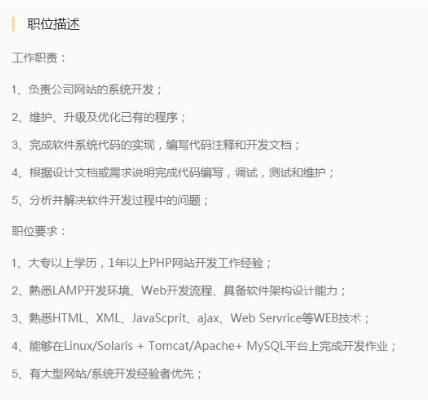 职位描述
工作职责：
1、负责公司网站的系统开发；
2、维护、升级及优化已有的程序；
3、完成软件系统代码的实现，编写代码注释和开发文档；
4、根据设计文档或需求说明完成代码编写，调试，测试和维护；
5、分析并解决软件开发过程中的问题；
职位要求：
1、大专以上学历，1年以上PHP网站开发工作经验；
2、熟悉LAMP开发环境、Web开发流程、具备软件架构设计能力；
3、熟悉HTML、XML、JavaScprit、ajax、Web Servrice等WEB技术；
4、能够在Linux/Solaris + Tomcat/Apache+ MySQL平台上完成开发作业；
5、有大型网站/系统开发经验者优先；